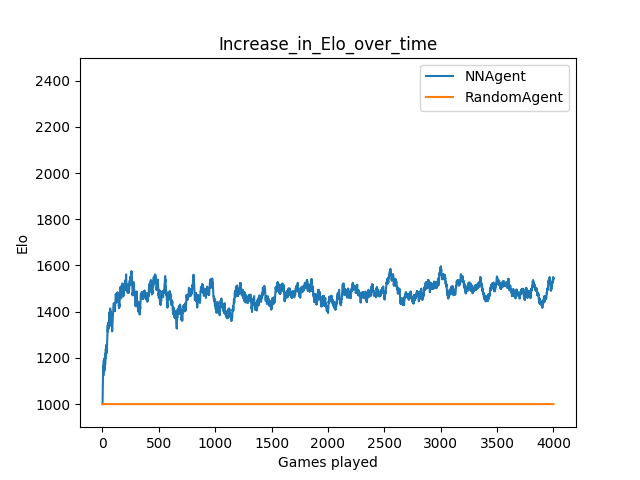 Increase_in_Elo_over_time
NNAgent
RandomAgent
2400
2200
2000
1800
1600
1400
1200
1000
Elo
0 500 1000 1500 2000 2500 3000 3500 4000
Games played